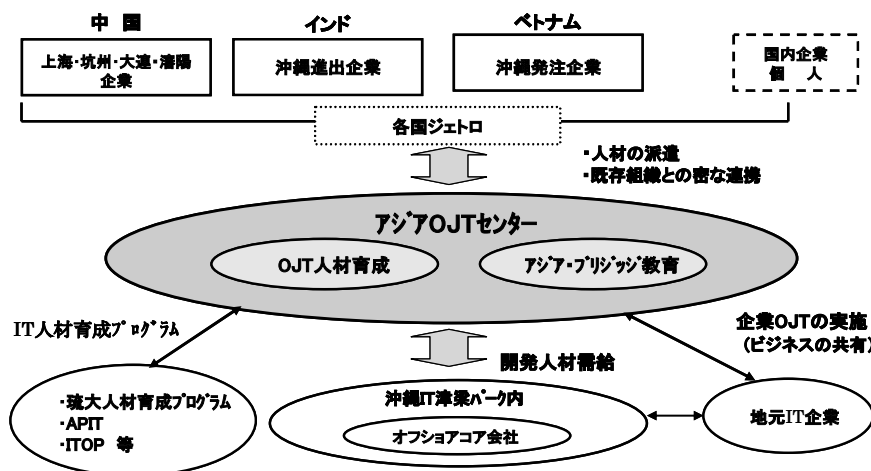 中 国
インド
ベトナム
上海・杭州・大連・瀋陽
企業
沖縄進出企業
沖縄発注企業
国内企業
個 人
各国ジェトロ
・人材の派遣
・既存組織との密な連携
アジアOJTセンター
OJT人材育成
アジア・ブリジッジ教育
IT人材育成プログラム
企業OJTの実施
(ビジネスの共有)
開発人材需給
・琉大人材育成プログラム
・APIT
・ITOP 等
沖縄IT津梁パーク内
オフショアコア会社
地元IT企業